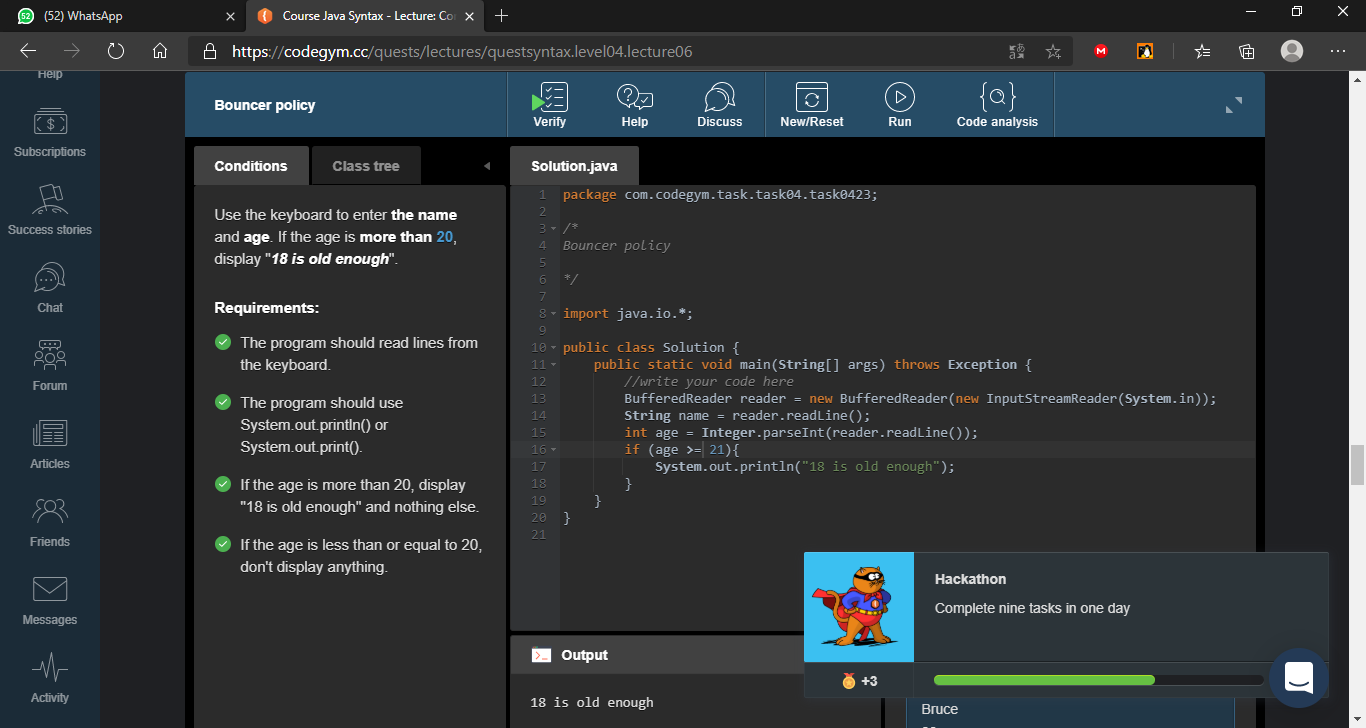 52
(52) WhatsApp
Course Java Syntax - Lecture: Co
https://codegym.cc/quests/lectures/questsyntax.level04.lecture06
Help
Subscriptions
Success stories
Chat
Forum
Articles
Friends
Messages
Activity
Bouncer policy
Verify
Help
Discuss
New/Reset
Run
Code analysis
Conditions
Class tree
Use the keyboard to enter the name
and age. If the age is more than 20,
display "18 is old enough".
Requirements:
The program should read lines from
the keyboard.
The program should use
System.out.println() or
System.out.print().
If the age is more than 20, display
"18 is old enough" and nothing else.
If the age is less than or equal to 20,
don't display anything.
Solution.java
1 package com.codegym.task.task04.task0423;
2
3 /*
4 Bouncer policy
5
6 */
7
8 import java.io.*;
9
10 public class Solution {
11 public static void main(String[] args) throws Exception {
12 //write your code here
13 BufferedReader reader = new BufferedReader(new InputStreamReader(System.in));
14 String name = reader.readLine();
15 int age = Integer.parseInt(reader.readLine());
16 if (age >= 21){
17 System.out.println("18 is old enough");
18 }
19 }
20 }
21
Output
18 is old enough
Hackathon
Complete nine tasks in one day
+3
Bruce